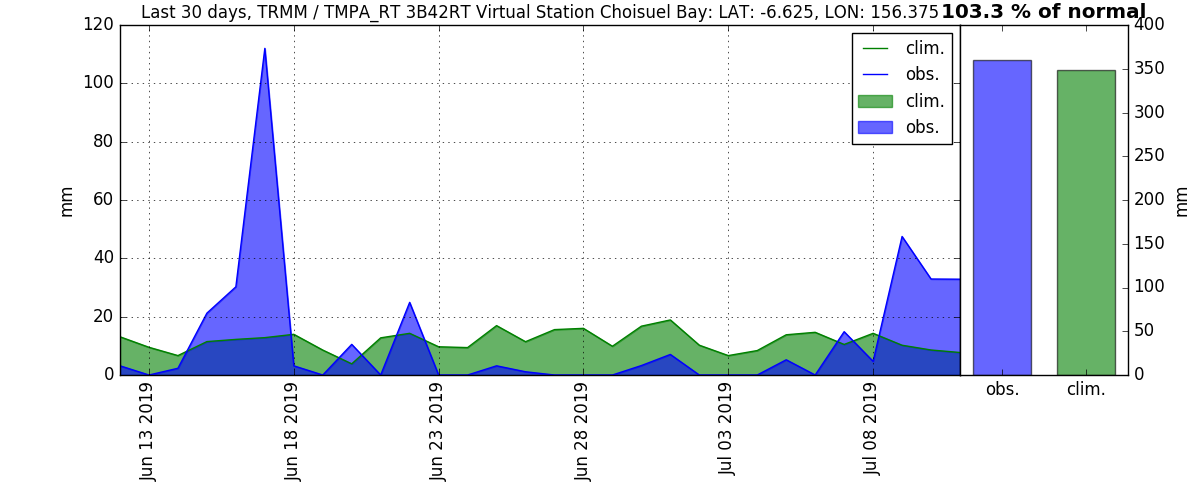 Last 30 days, TRMM / TMPA_RT 3B42RT Virtual Station Choisuel Bay: LAT: -6.625, LON: 156.375 103.3 % of normal
120
100
80
60
40
20
0
mm
clim.
obs.
clim.
obs.
Jun 13 2019
Jun 18 2019
Jun 23 2019
Jun 28 2019
Jul 03 2019
Jul 08 2019
400
350
300
250
200
150
100
50
0
mm
obs. clim.